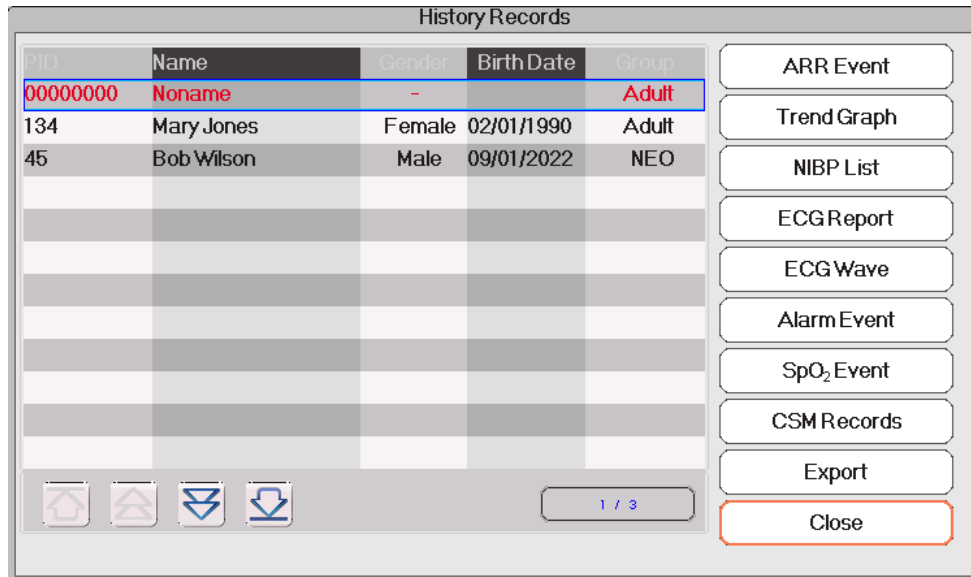 History Records
PID Name Gender Birth Date Group
00000000 Noname - Adult
134 Mary Jones Female 02/01/1990 Adult
45 Bob Wilson Male 09/01/2022 NEO
1 / 3
ARR Event
Trend Graph
NIBP List
ECG Report
ECG Wave
Alarm Event
SpO₂ Event
CSM Records
Export
Close